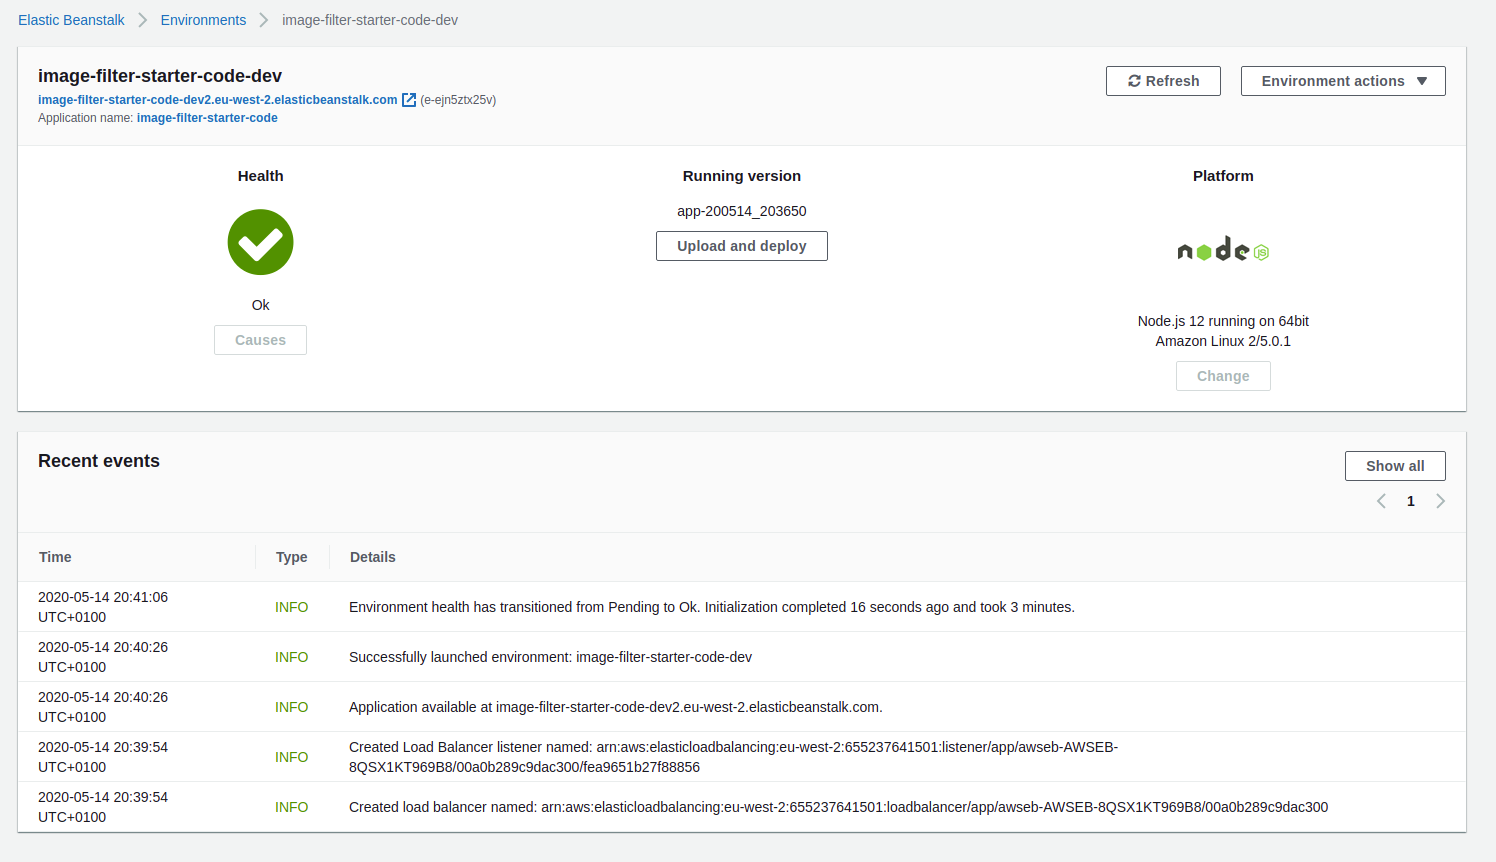 Elastic Beanstalk > Environments > image-filter-starter-code-dev
image-filter-starter-code-dev
image-filter-starter-code-dev2.eu-west-2.elasticbeanstalk.com (e-ejn5ztx25v)
Application name: image-filter-starter-code
Refresh
Environment actions
Health
Ok
Causes
Running version
app-200514_203650
Upload and deploy
Platform
node JS
Node.js 12 running on 64bit
Amazon Linux 2/5.0.1
Change
Recent events
Show all
1
Time Type Details
2020-05-14 20:41:06
UTC+0100
INFO
Environment health has transitioned from Pending to Ok. Initialization completed 16 seconds ago and took 3 minutes.
2020-05-14 20:40:26
UTC+0100
INFO
Successfully launched environment: image-filter-starter-code-dev
2020-05-14 20:40:26
UTC+0100
INFO
Application available at image-filter-starter-code-dev2.eu-west-2.elasticbeanstalk.com.
2020-05-14 20:39:54
UTC+0100
INFO
Created Load Balancer listener named: arn:aws:elasticloadbalancing:eu-west-2:655237641501:listener/app/awseb-AWSEB-
8QSX1KT969B8/00a0b289c9dac300/fea9651b27f88856
2020-05-14 20:39:54
UTC+0100
INFO
Created load balancer named: arn:aws:elasticloadbalancing:eu-west-2:655237641501:loadbalancer/app/awseb-AWSEB-8QSX1KT969B8/00a0b289c9dac300